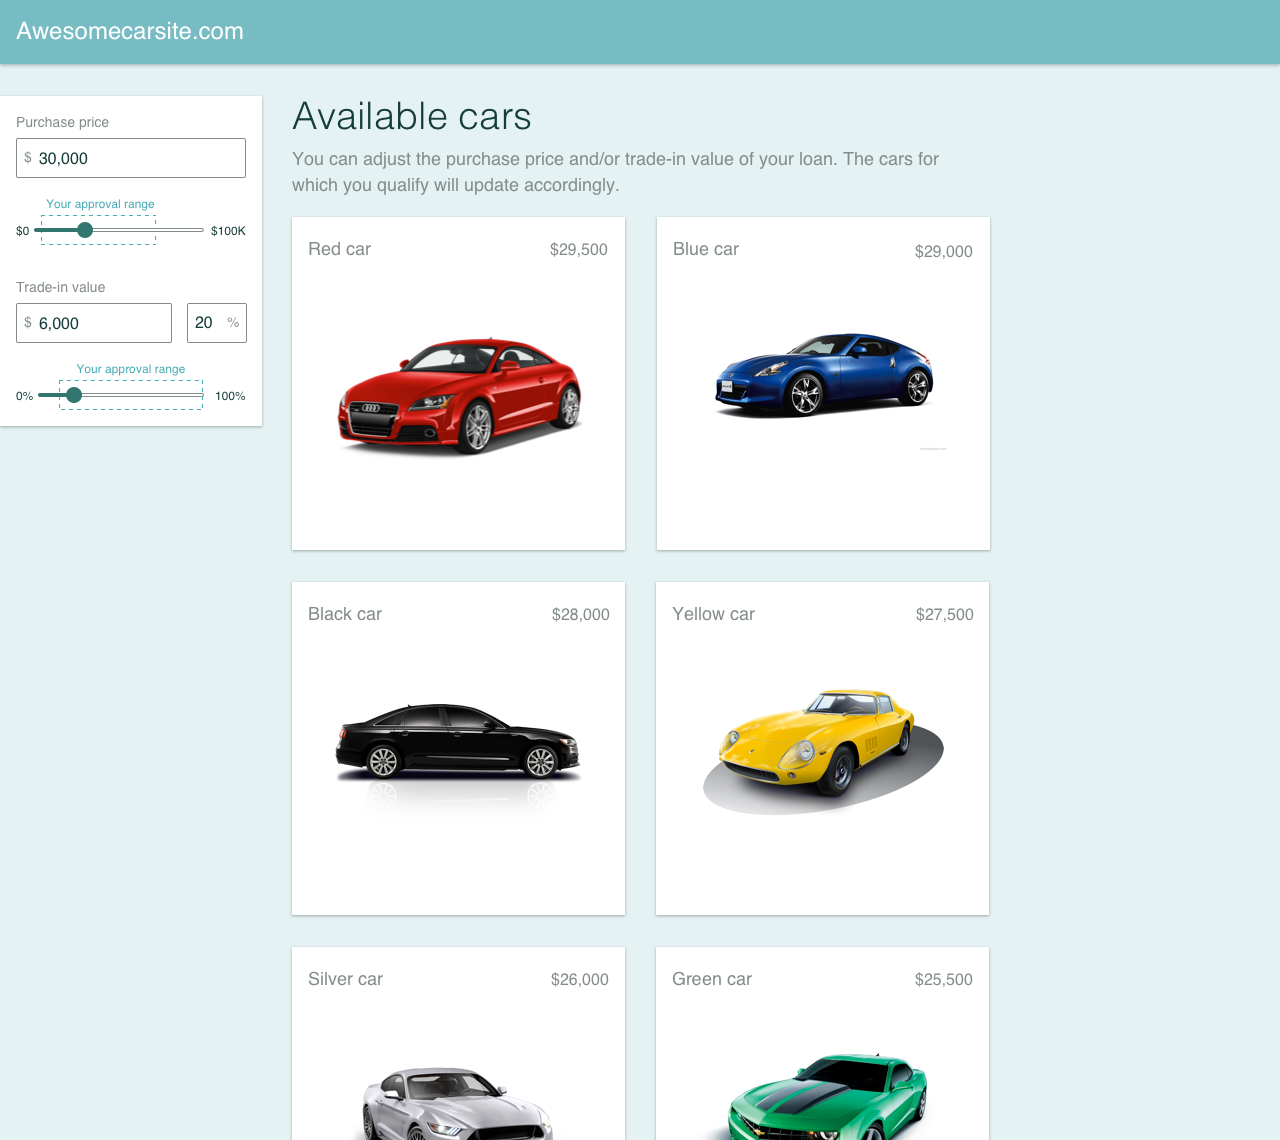 Awesomecarsite.com
Purchase price
$ 30,000
Your approval range
$0 $100K
Trade-in value
$ 6,000 20 %
Your approval range
0% 100%
Available cars
You can adjust the purchase price and/or trade-in value of your loan. The cars for
which you qualify will update accordingly.
Red car $29,500
Blue car $29,000
Black car $28,000
Yellow car $27,500
Silver car $26,000
Green car $25,500